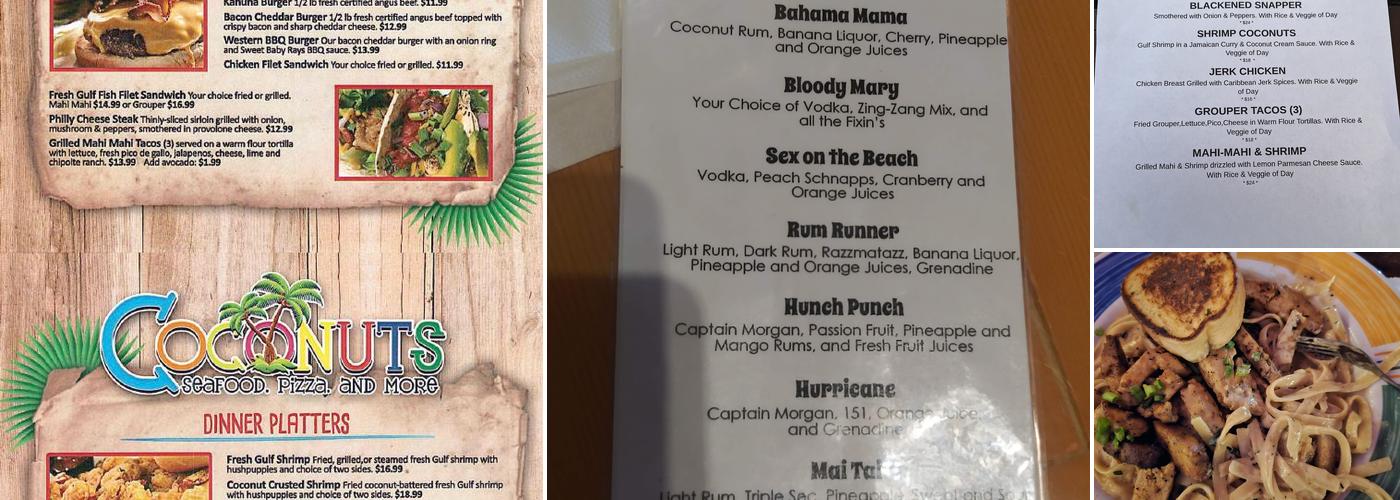 Kahuna Burger 1/2 lb fresh certified angus beef. $11.99
Bacon Cheddar Burger 1/2 lb fresh certified angus beef topped with
crispy bacon and sharp cheddar cheese. $12.99
Western BBQ Burger Our bacon cheddar burger with an onion ring
and Sweet Baby Rays BBQ sauce. $13.99
Chicken Filet Sandwich Your choice fried or grilled. $11.99
Fresh Gulf Fish Filet Sandwich Your choice fried or grilled.
Mahi Mahi $14.99 or Grouper $16.99
Philly Cheese Steak Thinly-sliced sirloin grilled with onion,
mushroom & peppers, smothered in provolone cheese. $12.99
Grilled Mahi Mahi Tacos (3) served on a warm flour tortilla
with lettuce, fresh pico de gallo, jalapenos, cheese, lime and
chipolte ranch. $13.99 Add avocado: $1.99
COCONUTS
SEAFOOD, PIZZA, AND MORE
DINNER PLATTERS
Fresh Gulf Shrimp Fried, grilled,or steamed fresh Gulf shrimp with
hushpuppies and choice of two sides. $16.99
Coconut Crusted Shrimp Fried coconut-battered fresh Gulf shrimp
with hushpuppies and choice of two sides. $18.99
Bahama Mama
Coconut Rum, Banana Liquor, Cherry, Pineapple
and Orange Juices
Bloody Mary
Your Choice of Vodka, Zing-Zang Mix, and
all the Fixin's
Sex on the Beach
Vodka, Peach Schnapps, Cranberry and
Orange Juices
Rum Runner
Light Rum, Dark Rum, Razzmatazz, Banana Liquor,
Pineapple and Orange Juices, Grenadine
Hunch Punch
Captain Morgan, Passion Fruit, Pineapple and
Mango Rums, and Fresh Fruit Juices
Hurricane
Captain Morgan, 151, Orange Juice,
and Grenadine
Mai Tai
Light Rum, Triple Sec, Pineapple, Sweet and
BLACKENED SNAPPER
Smothered with Onion & Peppers. With Rice & Veggie of Day
* $24 *
SHRIMP COCONUTS
Gulf Shrimp in a Jamaican Curry & Coconut Cream Sauce. With Rice &
Veggie of Day
* $18 *
JERK CHICKEN
Chicken Breast Grilled with Caribbean Jerk Spices. With Rice & Veggie
of Day
* $16 *
GROUPER TACOS (3)
Fried Grouper,Lettuce,Pico,Cheese in Warm Flour Tortillas. With Rice &
Veggie of Day
* $18 *
MAHI-MAHI & SHRIMP
Grilled Mahi & Shrimp drizzled with Lemon Parmesan Cheese Sauce.
With Rice & Veggie of Day
* $24 *